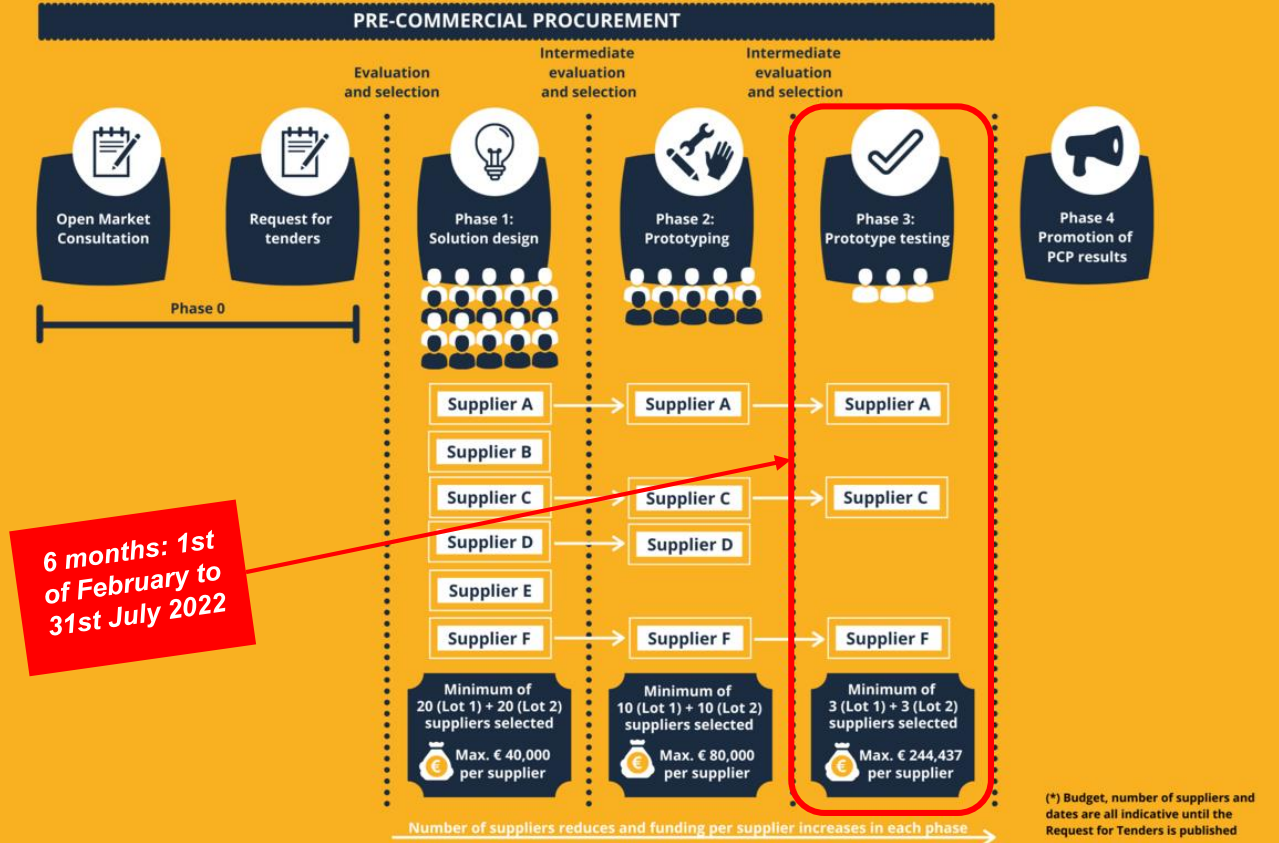 PRE-COMMERCIAL PROCUREMENT
Evaluation
and selection
Intermediate
evaluation
and selection
Intermediate
evaluation
and selection
Open Market
Consultation
Request for
tenders
Phase 1:
Solution design
Phase 2:
Prototyping
Phase 3:
Prototype testing
Phase 4
Promotion of
PCP results
Phase 0
Supplier A
Supplier A
Supplier A
Supplier B
Supplier C
Supplier C
Supplier C
Supplier D
Supplier D
Supplier E
Supplier F
Supplier F
Supplier F
6 months: 1st
of February to
31st July 2022
Minimum of
20 (Lot 1) + 20 (Lot 2)
suppliers selected
€
Max. € 40,000
per supplier
Minimum of
10 (Lot 1) + 10 (Lot 2)
suppliers selected
€
Max. € 80,000
per supplier
Minimum of
3 (Lot 1) + 3 (Lot 2)
suppliers selected
€
Max. € 244,437
per supplier
Number of suppliers reduces and funding per supplier increases in each phase
(*) Budget, number of suppliers and
dates are all indicative until the
Request for Tenders is published